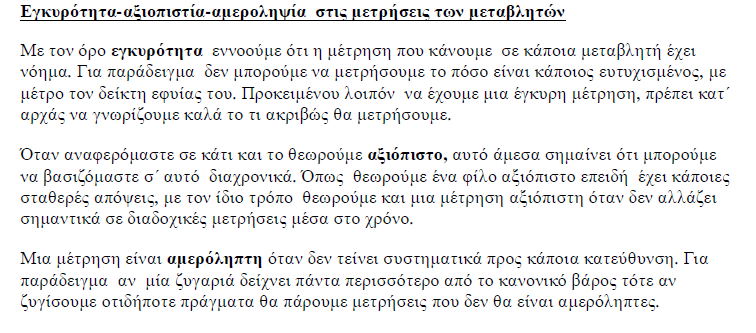 Εγκυρότητα-αξιοπιστία-αμεροληψία στις μετρήσεις των μεταβλητών
Με τον όρο εγκυρότητα εννοούμε ότι η μέτρηση που κάνουμε σε κάποια μεταβλητή έχει
νόημα. Για παράδειγμα δεν μπορούμε να μετρήσουμε το πόσο είναι κάποιος ευτυχισμένος, με
μέτρο τον δείκτη εφυίας του. Προκειμένου λοιπόν να έχουμε μια έγκυρη μέτρηση, πρέπει κατ΄
αρχάς να γνωρίζουμε καλά το τι ακριβώς θα μετρήσουμε.
Όταν αναφερόμαστε σε κάτι και το θεωρούμε αξιόπιστο, αυτό άμεσα σημαίνει ότι μπορούμε
να βασιζόμαστε σ΄ αυτό διαχρονικά. Όπως θεωρούμε ένα φίλο αξιόπιστο επειδή έχει κάποιες
σταθερές απόψεις, με τον ίδιο τρόπο θεωρούμε και μια μέτρηση αξιόπιστη όταν δεν αλλάζει
σημαντικά σε διαδοχικές μετρήσεις μέσα στο χρόνο.
Μια μέτρηση είναι αμερόληπτη όταν δεν τείνει συστηματικά προς κάποια κατεύθυνση. Για
παράδειγμα αν μία ζυγαριά δείχνει πάντα περισσότερο από το κανονικό βάρος τότε αν
ζυγίσουμε οτιδήποτε πράγματα θα πάρουμε μετρήσεις που δεν θα είναι αμερόληπτες.